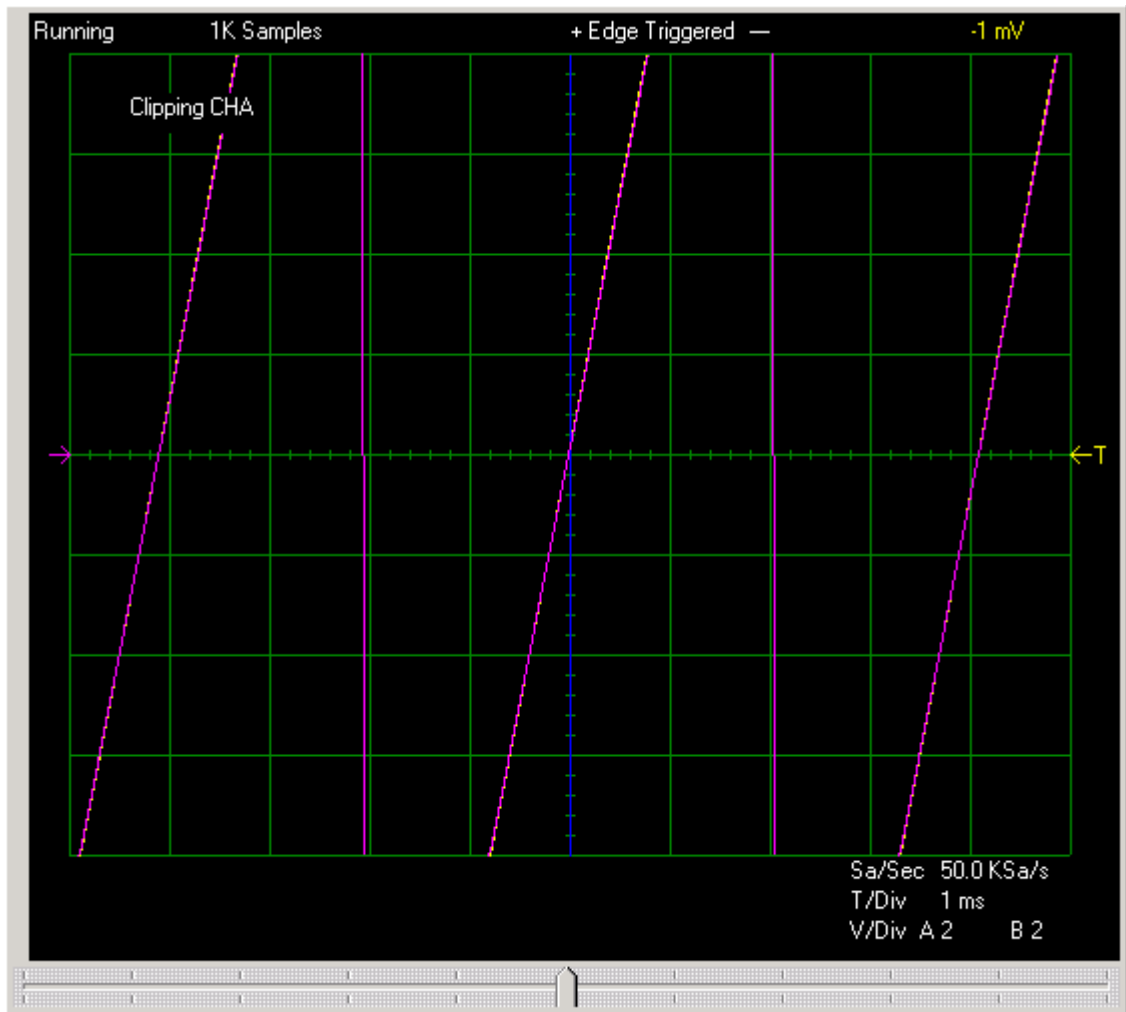 Running 1K Samples + Edge Triggered — -1 mV
Clipping CHA
T
Sa/Sec 50.0 KSa/s
T/Div 1 ms
V/Div A 2 B 2